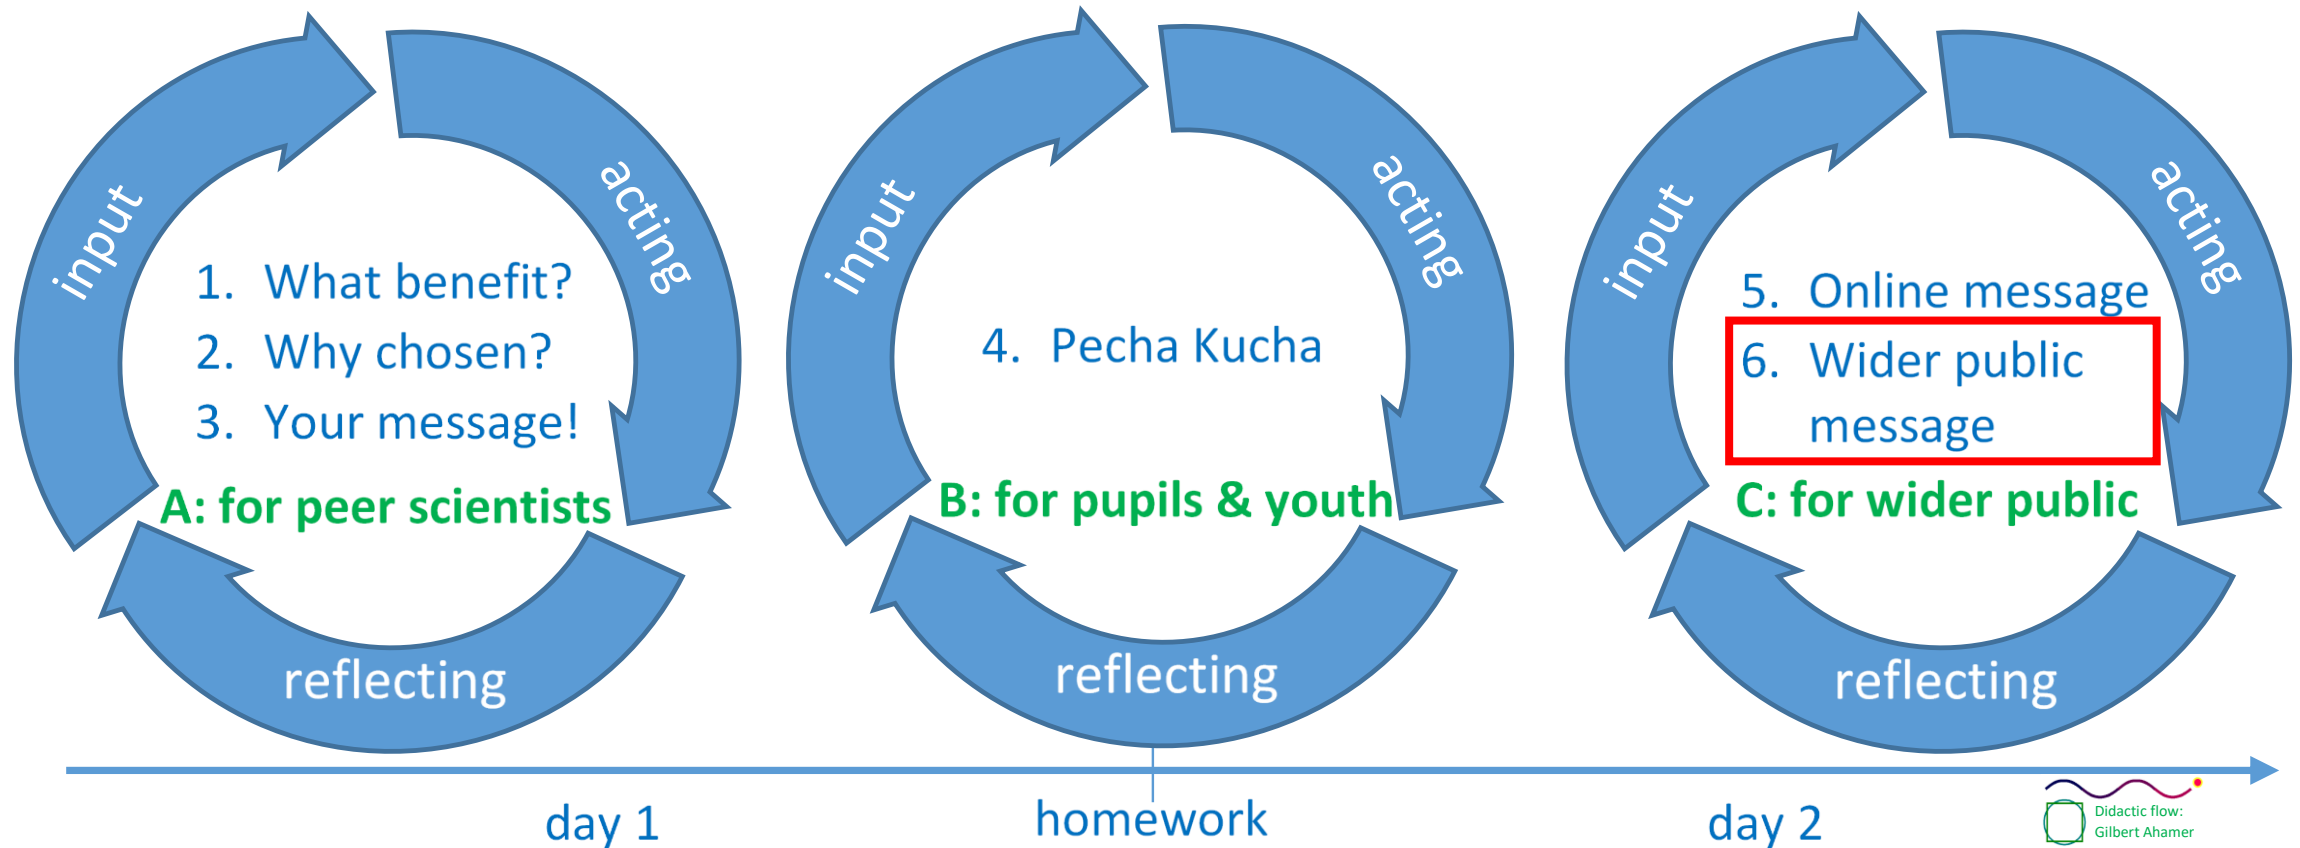 input
acting
1. What benefit?
2. Why chosen?
3. Your message!
A: for peer scientists
reflecting
input
acting
4. Pecha Kucha
B: for pupils & youth
reflecting
input
acting
5. Online message
6. Wider public
message
C: for wider public
reflecting
day 1
homework
day 2
Didactic flow:
Gilbert Ahamer